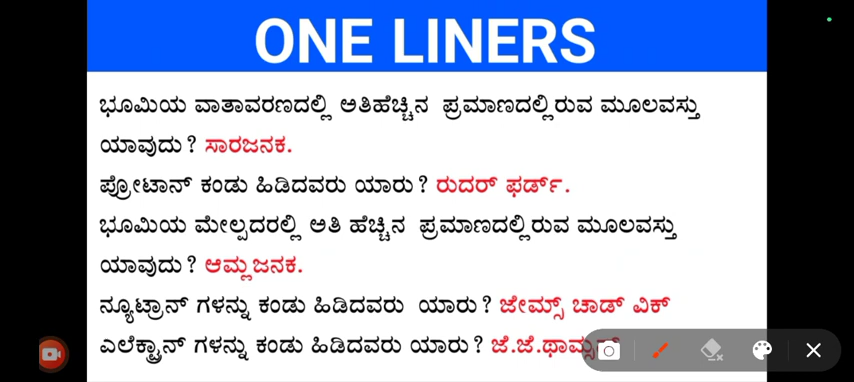 ONE LINERS
ಭೂಮಿಯ ವಾತಾವರಣದಲ್ಲಿ ಅತಿಹೆಚ್ಚಿನ ಪ್ರಮಾಣದಲ್ಲಿರುವ ಮೂಲವಸ್ತು
ಯಾವುದು? ಸಾರಜನಕ.
ಪ್ರೋಟಾನ್ ಕಂಡು ಹಿಡಿದವರು ಯಾರು? ರುದರ್ ಫರ್ಡ್.
ಭೂಮಿಯ ಮೇಲ್ಪದರಲ್ಲಿ ಅತಿ ಹೆಚ್ಚಿನ ಪ್ರಮಾಣದಲ್ಲಿರುವ ಮೂಲವಸ್ತು
ಯಾವುದು? ಆಮ್ಲಜನಕ.
ನ್ಯೂಟ್ರಾನ್ ಗಳನ್ನು ಕಂಡು ಹಿಡಿದವರು ಯಾರು? ಜೇಮ್ಸ್ ಚಾಡ್ ವಿಕ್
ಎಲೆಕ್ಟ್ರಾನ್ ಗಳನ್ನು ಕಂಡು ಹಿಡಿದವರು ಯಾರು? ಜೆ.ಜೆ.